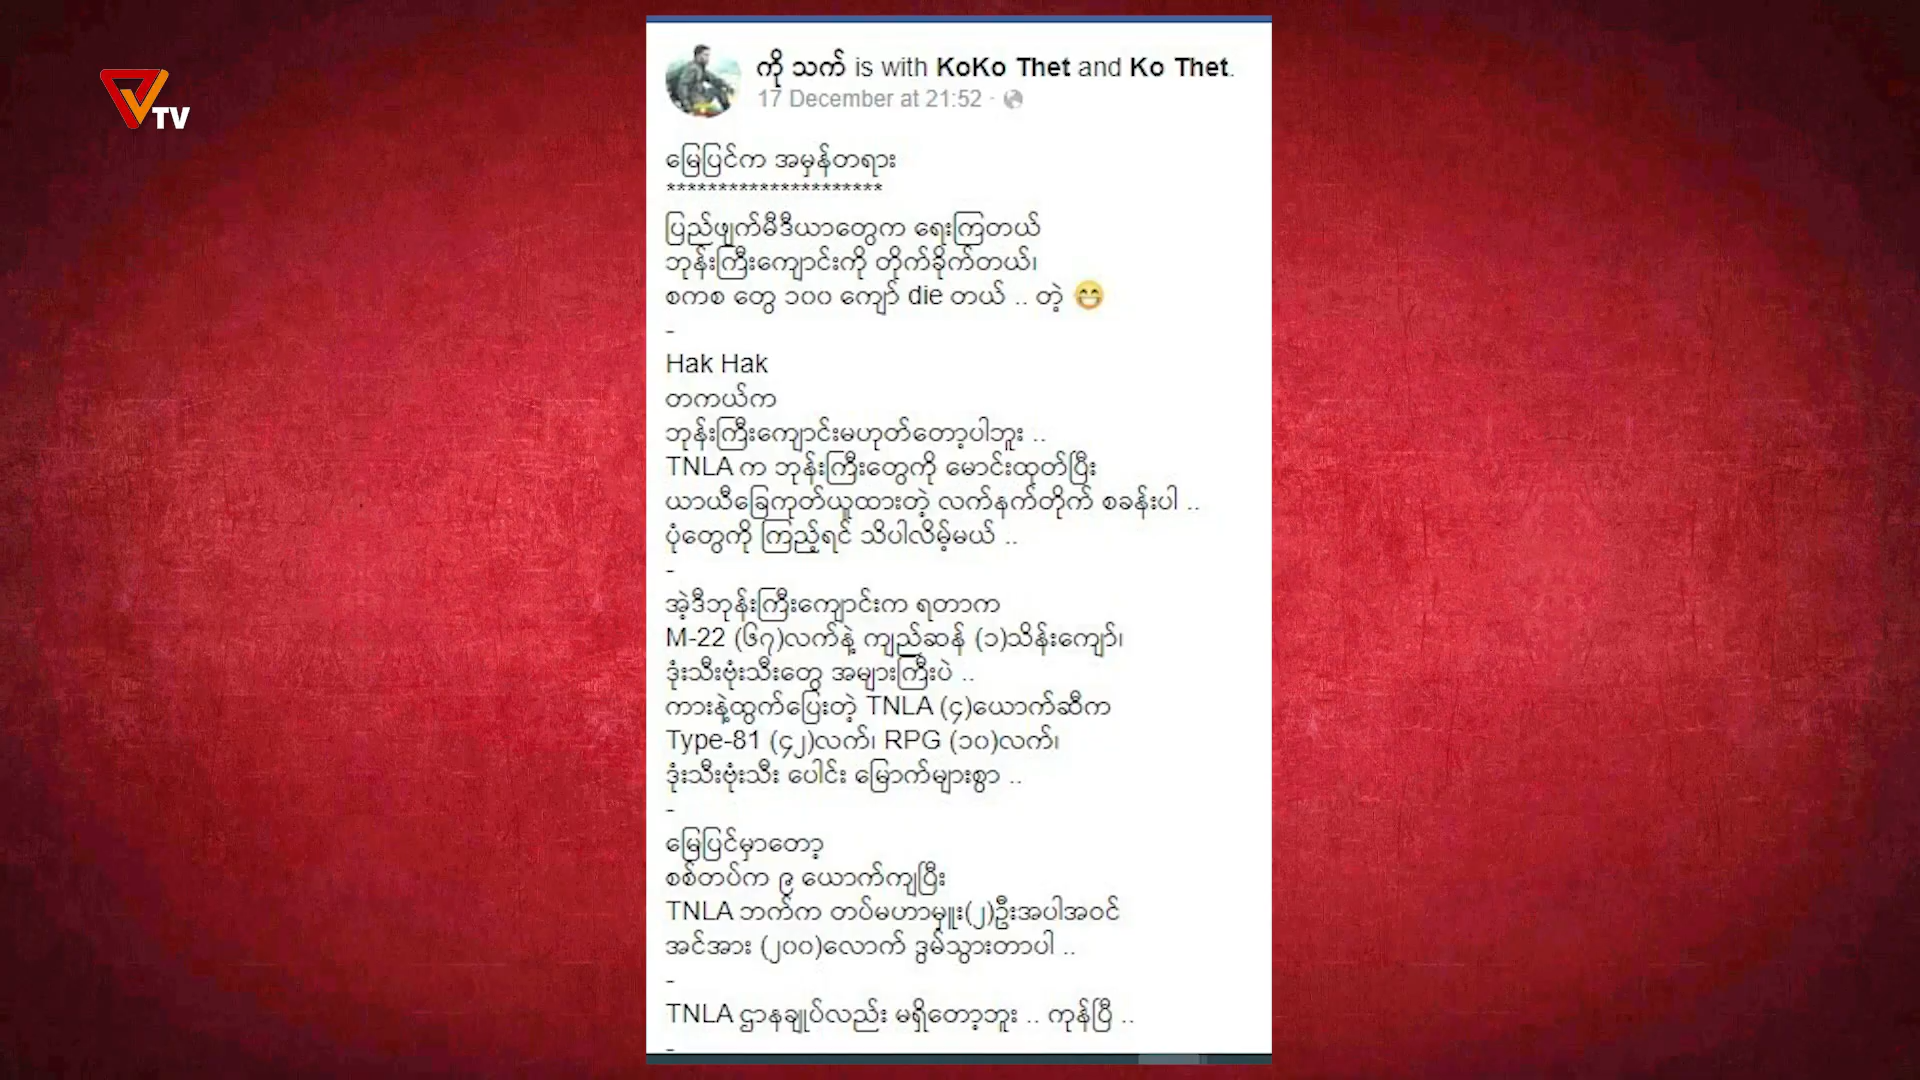 TV
ကို သက် is with KoKo Thet and Ko Thet.
17 December at 21:52 ·
မြေပြင်က အမှန်တရား
*********************
ပြည်ဖျက်မီဒီယာတွေက ရေးကြတယ်
ဘုန်းကြီးကျောင်းကို တိုက်ခိုက်တယ်၊
စကစ တွေ ၁၀၀ ကျော် die တယ် .. တဲ့ 😁
-
Hak Hak
တကယ်က
ဘုန်းကြီးကျောင်းမဟုတ်တော့ပါဘူး ..
TNLA က ဘုန်းကြီးတွေကို မောင်းထုတ်ပြီး
ယာယီခြေကုတ်ယူထားတဲ့ လက်နက်တိုက် စခန်းပါ ..
ပုံတွေကို ကြည့်ရင် သိပါလိမ့်မယ် ..
-
အဲ့ဒီဘုန်းကြီးကျောင်းက ရတာက
M-22 (၆၇)လက်နဲ့ ကျည်ဆန် (၁)သိန်းကျော်၊
ဒုံးသီးဗုံးသီးတွေ အများကြီးပဲ ..
ကားနဲ့ထွက်ပြေးတဲ့ TNLA (၄)ယောက်ဆီက
Type-81 (၄၂)လက်၊ RPG (၁၀)လက်၊
ဒုံးသီးဗုံးသီး ပေါင်း မြောက်များစွာ ..
-
မြေပြင်မှာတော့
စစ်တပ်က ၉ ယောက်ကျပြီး
TNLA ဘက်က တပ်မဟာမှူး(၂)ဦးအပါအဝင်
အင်အား (၂၀၀)လောက် ဒွမ်သွားတာပါ ..
-
TNLA ဌာနချုပ်လည်း မရှိတော့ဘူး .. ကုန်ပြီ ..
-